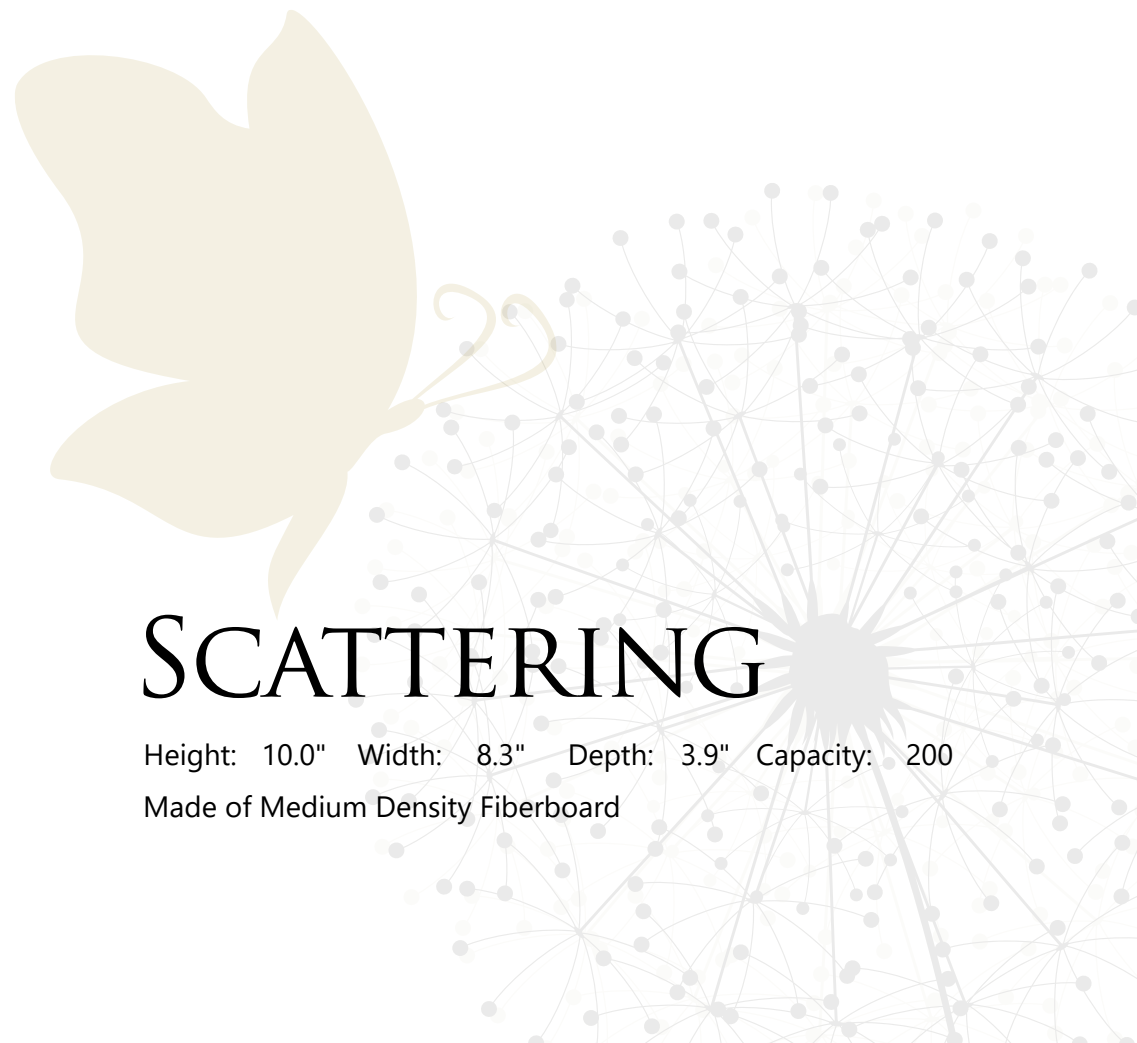 SCATTERING
Height: 10.0" Width: 8.3" Depth: 3.9" Capacity: 200
Made of Medium Density Fiberboard